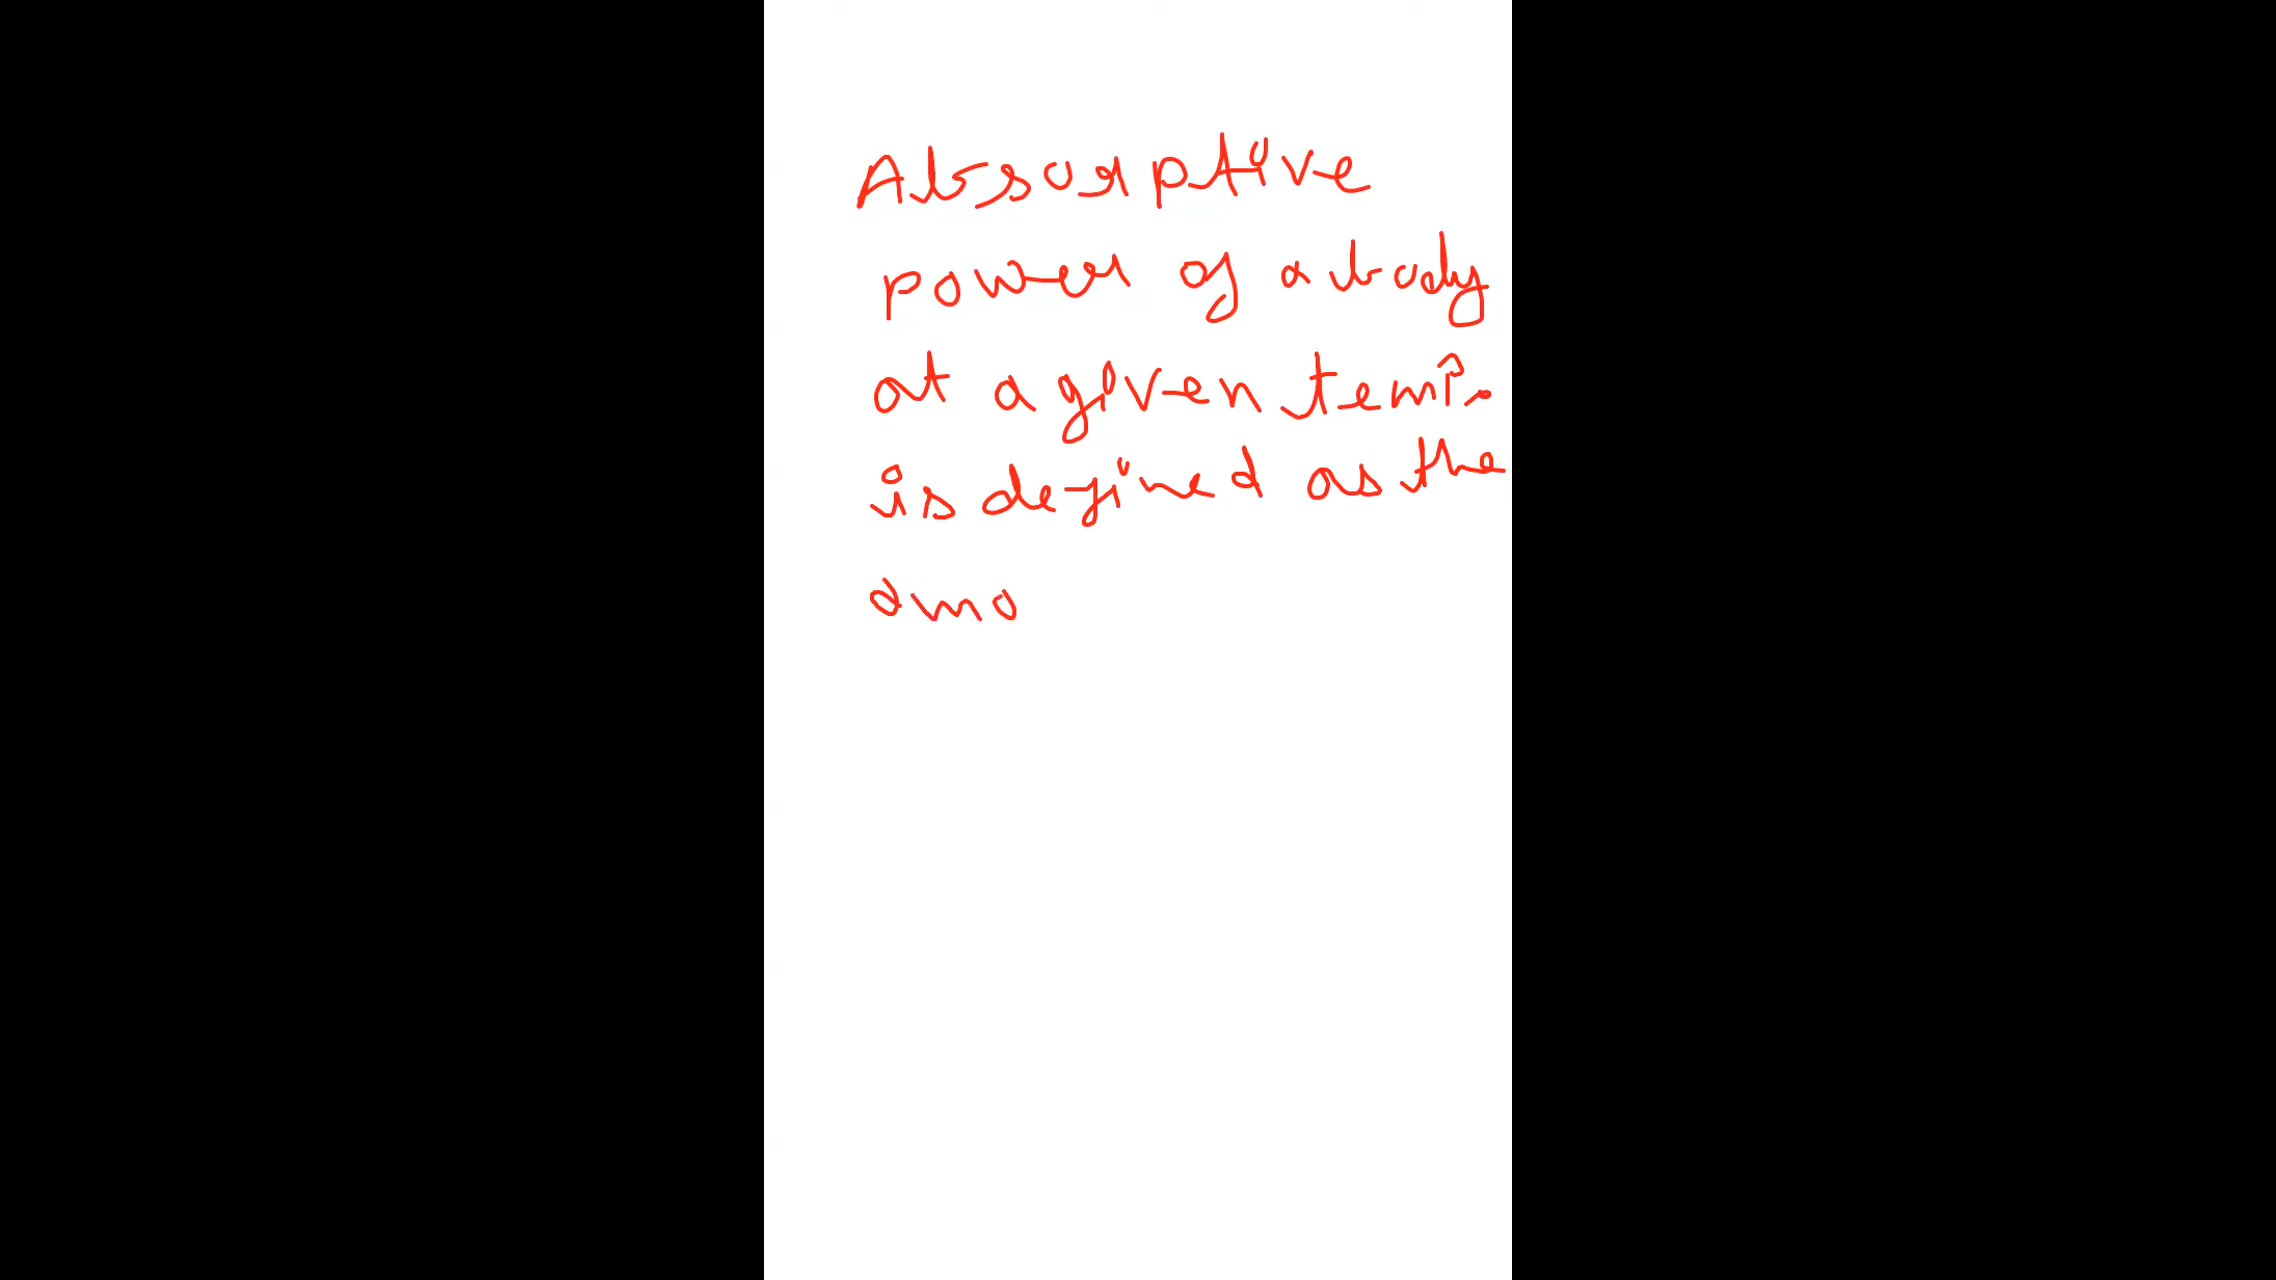 Absorptive
power of a body
at a given temp.
is defined as the
amo